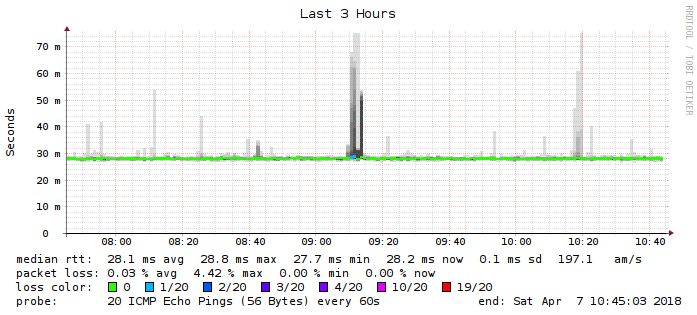 Last 3 Hours
RRDTOOL / TOBI OETIKER
Seconds
70 m
60 m
50 m
40 m
30 m
20 m
10 m
0
08:00 08:20 08:40 09:00 09:20 09:40 10:00 10:20 10:40
median rtt: 28.1 ms avg 28.8 ms max 27.7 ms min 28.2 ms now 0.1 ms sd 197.1 am/s
packet loss: 0.03 % avg 4.42 % max 0.00 % min 0.00 % now
loss color: 0 1/20 2/20 3/20 4/20 10/20 19/20
probe: 20 ICMP Echo Pings (56 Bytes) every 60s end: Sat Apr 7 10:45:03 2018